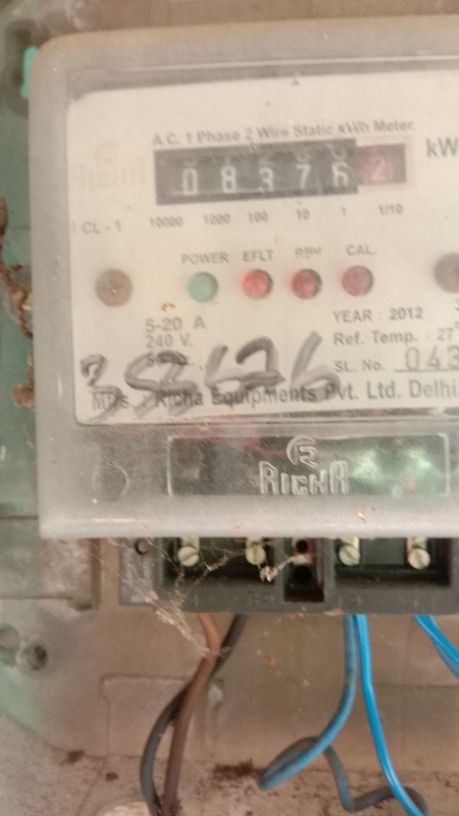 A.C. 1 Phase 2 Wire Static kWh Meter.
RICHA
0 8 3 7 6 2 kW
CL - 1 10000 1000 100 10 1 1/10
POWER EFLT REV CAL.
5-20 A YEAR : 2012
240 V. Ref. Temp. - 27°
SL. No. 043
Richa Equipments Pvt. Ltd. Delhi
RICHA